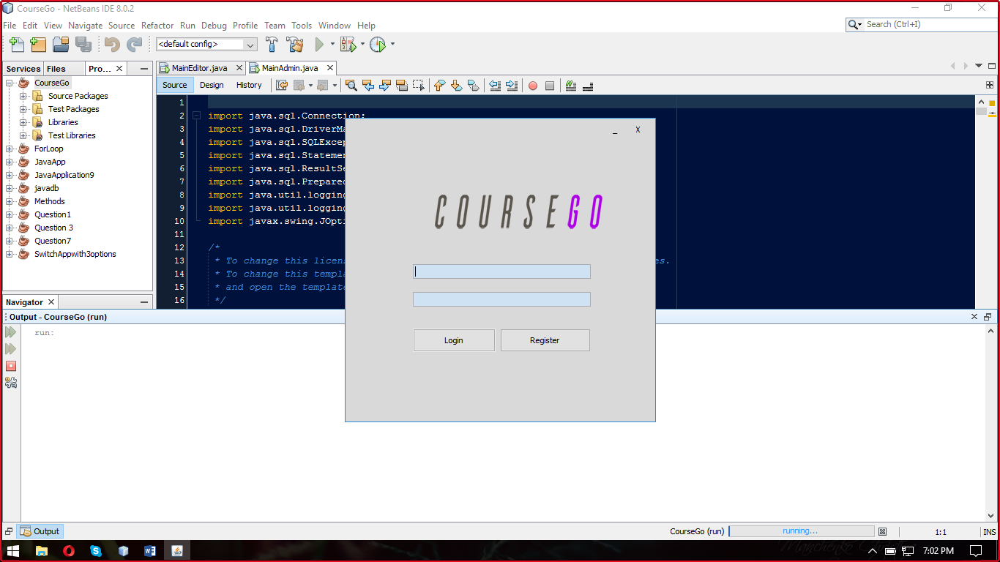 CourseGo - NetBeans IDE 8.0.2
File Edit View Navigate Source Refactor Run Debug Profile Team Tools Window Help
Search (Ctrl+I)
<default config>
Services Files Pro... X
CourseGo
Source Packages
Test Packages
Libraries
Test Libraries
ForLoop
JavaApp
JavaApplication9
javadb
Methods
Question1
Question 3
Question7
SwitchAppwith3options
Navigator X
MainEditor.java X MainAdmin.java X
Source Design History
1
2 import java.sql.Connection;
3 import java.sql.DriverMa
4 import java.sql.SQLExcep
5 import java.sql.Statemen
6 import java.sql.ResultSe
7 import java.sql.Prepared
8 import java.util.logging
9 import java.util.logging
10 import javax.swing.JOpti
11
12 /*
13 * To change this licens es.
14 * To change this templa
15 * and open the template
16 */
_ X
COURSEGO
Login Register
Output - CourseGo (run)
run:
Output
CourseGo (run) running... 1:1 INS
7:02 PM